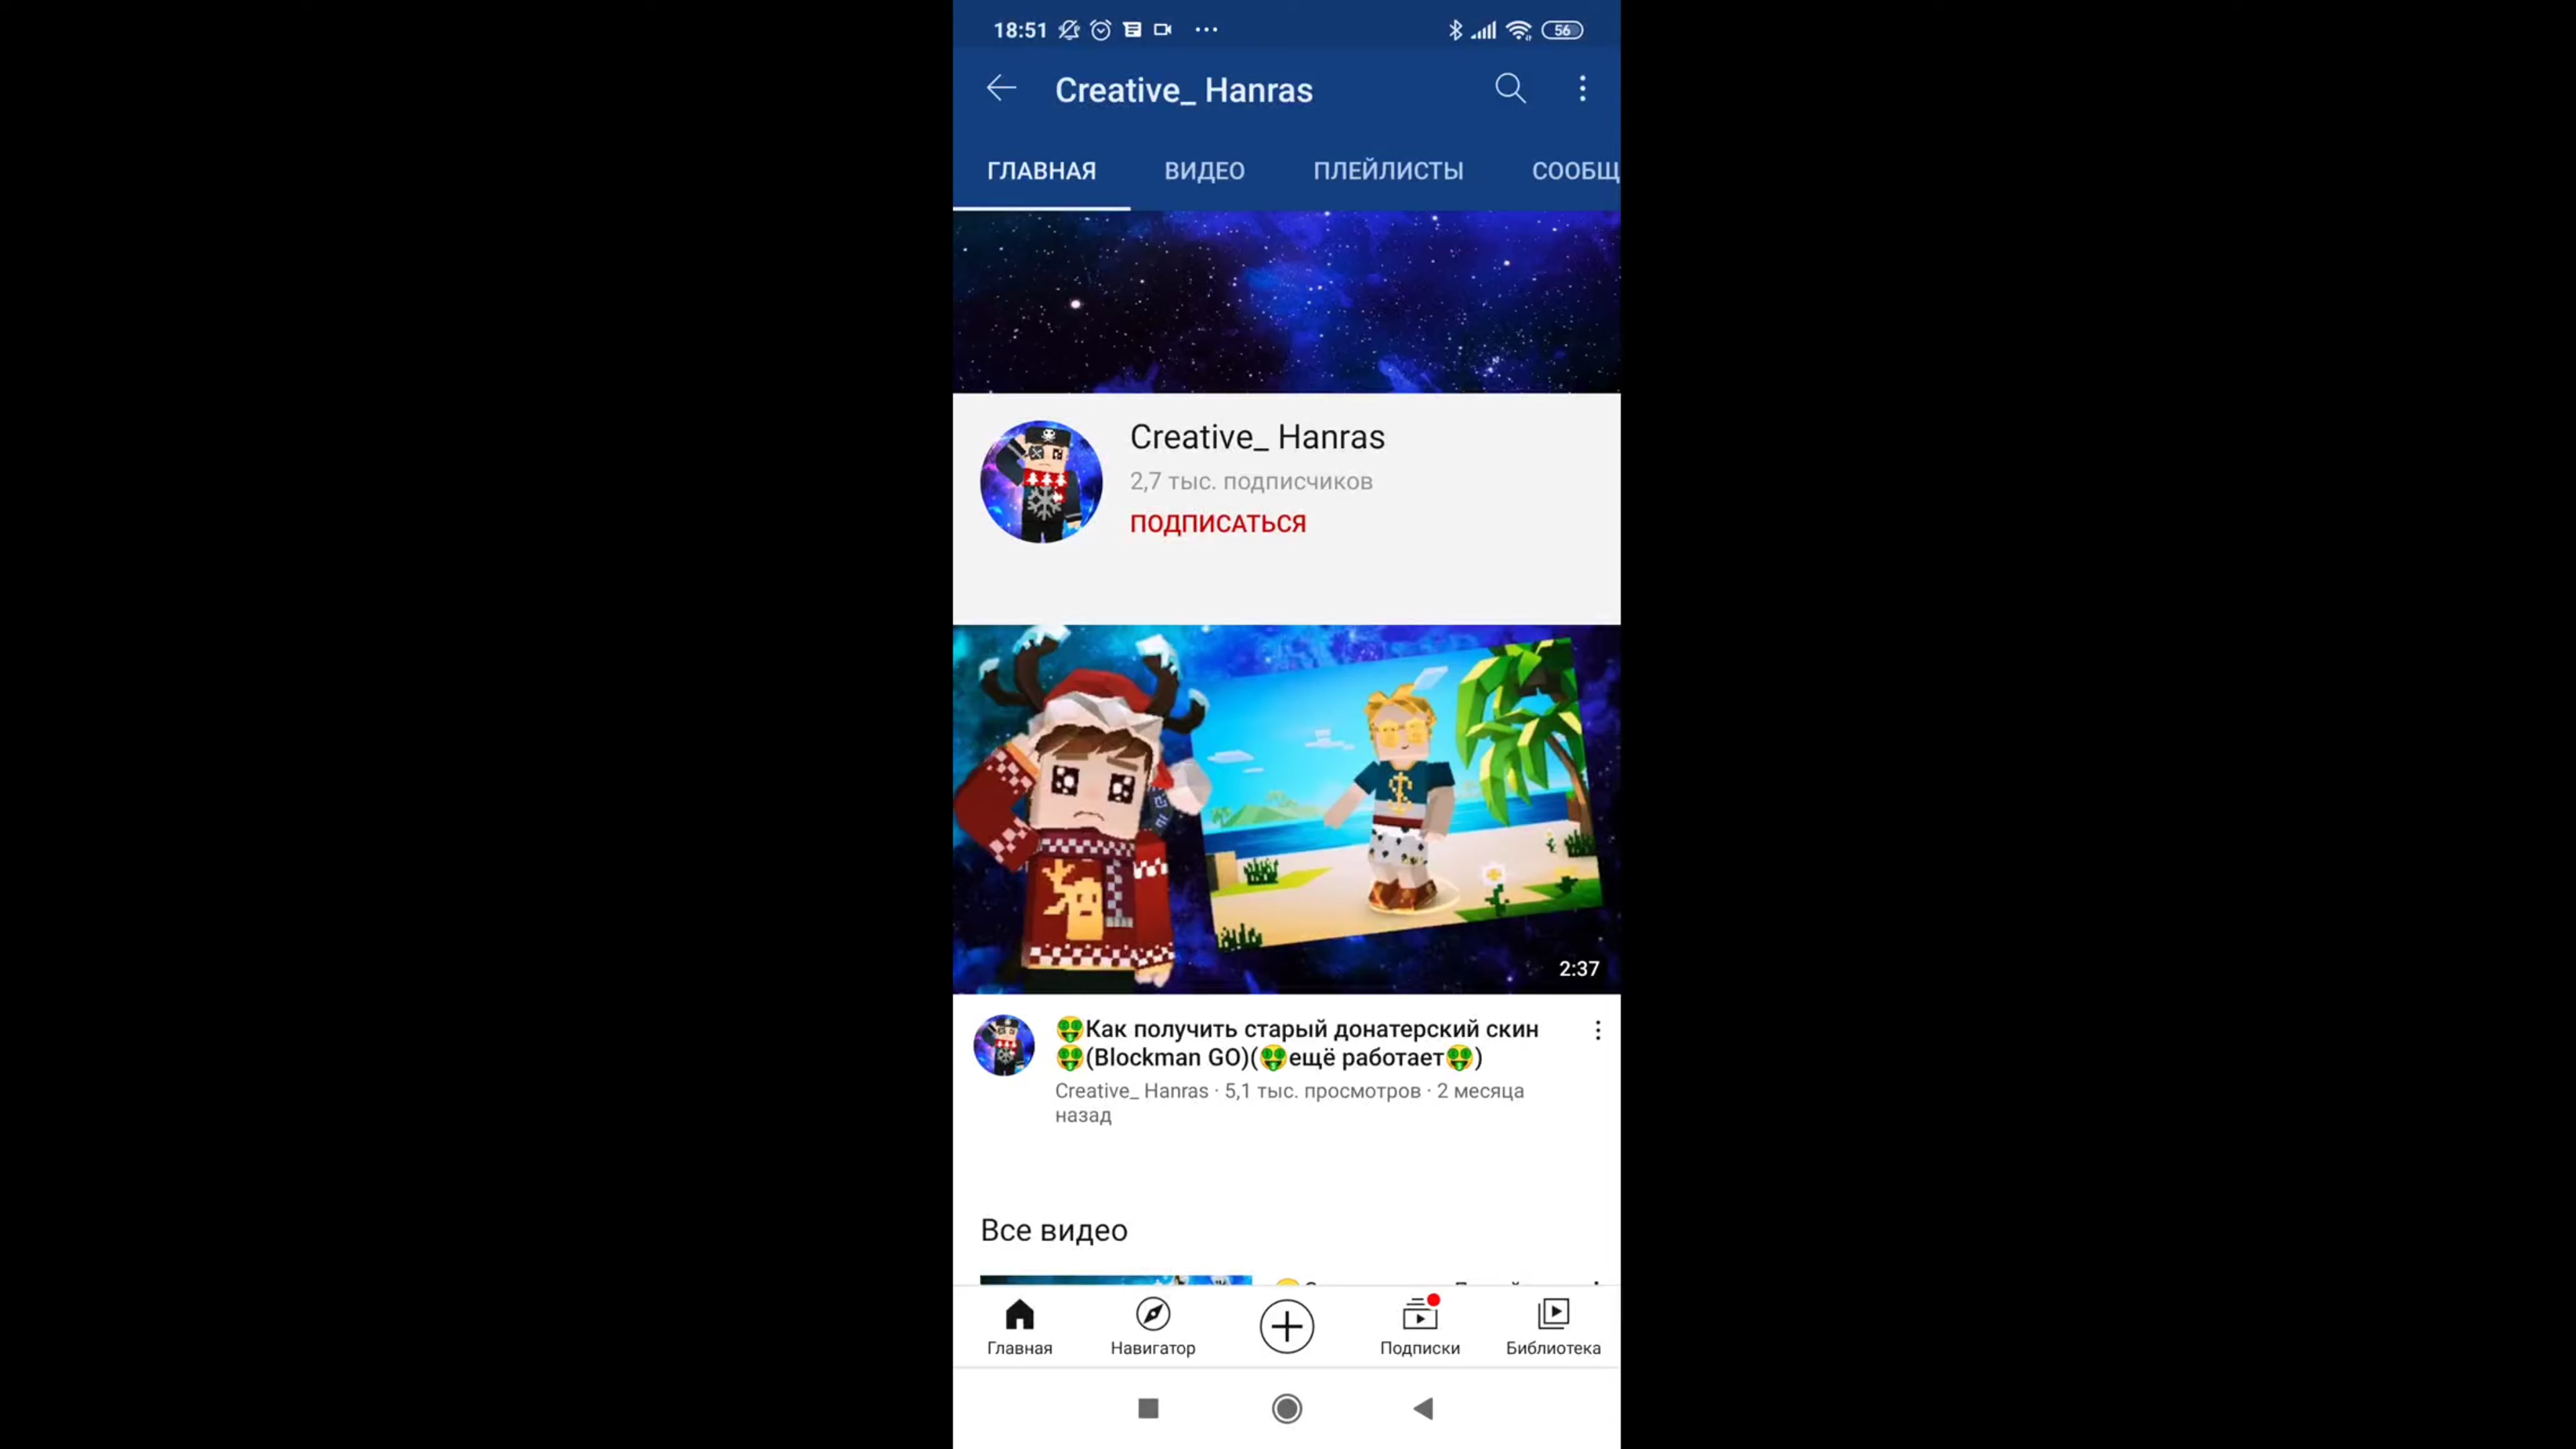 18:51
56
Creative_ Hanras
ГЛАВНАЯ ВИДЕО ПЛЕЙЛИСТЫ СООБЩ
Creative_ Hanras
2,7 тыс. подписчиков
ПОДПИСАТЬСЯ
2:37
🤑Как получить старый донатерский скин
🤑(Blockman GO)(🤑ещё работает🤑)
Creative_ Hanras · 5,1 тыс. просмотров · 2 месяца
назад
Все видео
Главная Навигатор Подписки Библиотека